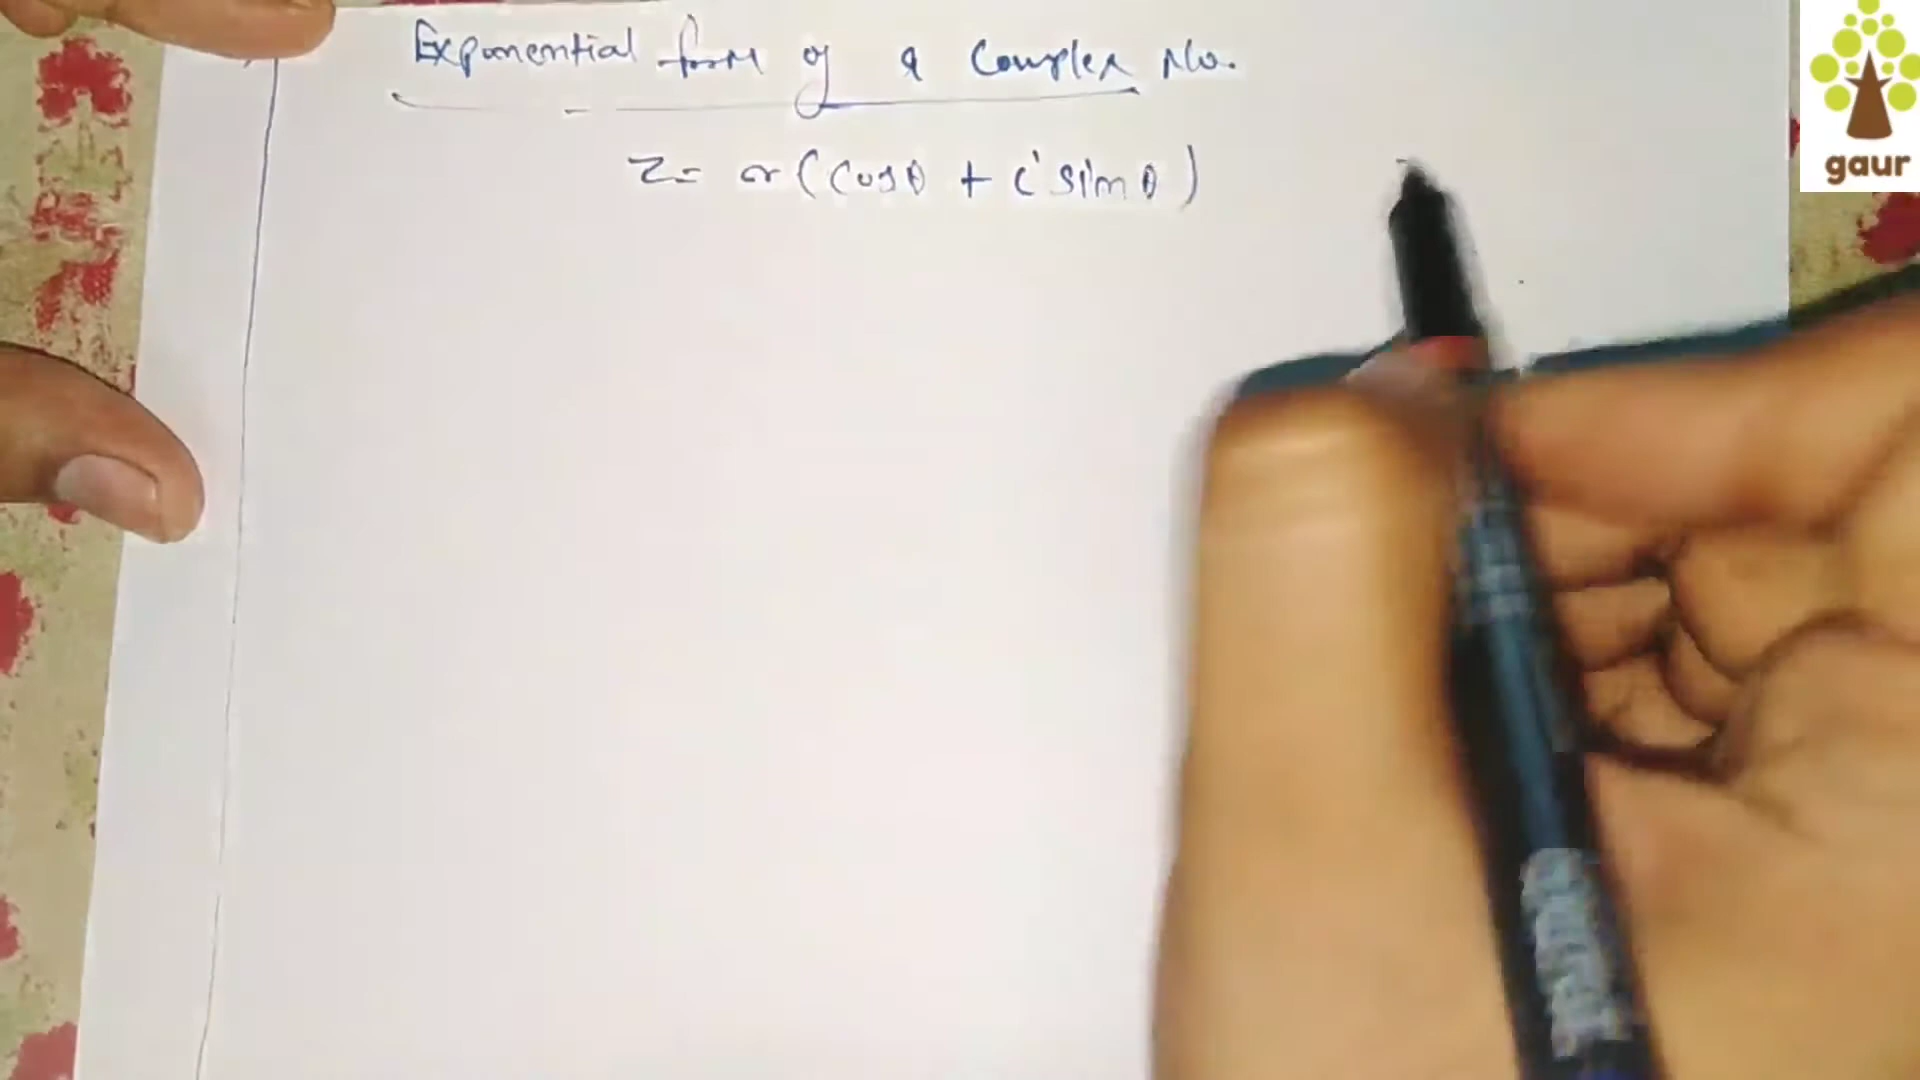 Exponential form of a Complex No.
gaur
z = r(cosθ + i sinθ)